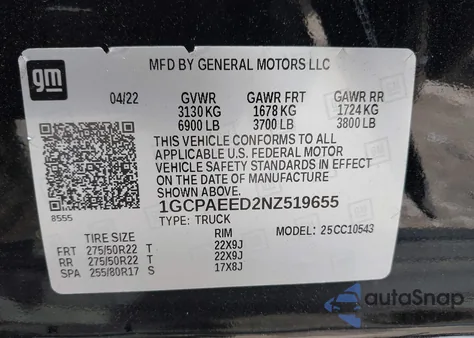 gm
MFD BY GENERAL MOTORS LLC
04/22 GVWR GAWR FRT GAWR RR
3130 KG 1678 KG 1724 KG
6900 LB 3700 LB 3800 LB
THIS VEHICLE CONFORMS TO ALL
APPLICABLE U.S. FEDERAL MOTOR
VEHICLE SAFETY STANDARDS IN EFFECT
ON THE DATE OF MANUFACTURE SHOWN
ABOVE.
8555
1GCPAEED2NZ519655
TYPE: TRUCK MODEL: 25CC10543
TIRE SIZE RIM
FRT 275/50R22 T 22X9J
RR 275/50R22 T 22X9J
SPA 255/80R17 S 17X8J
autoSnap